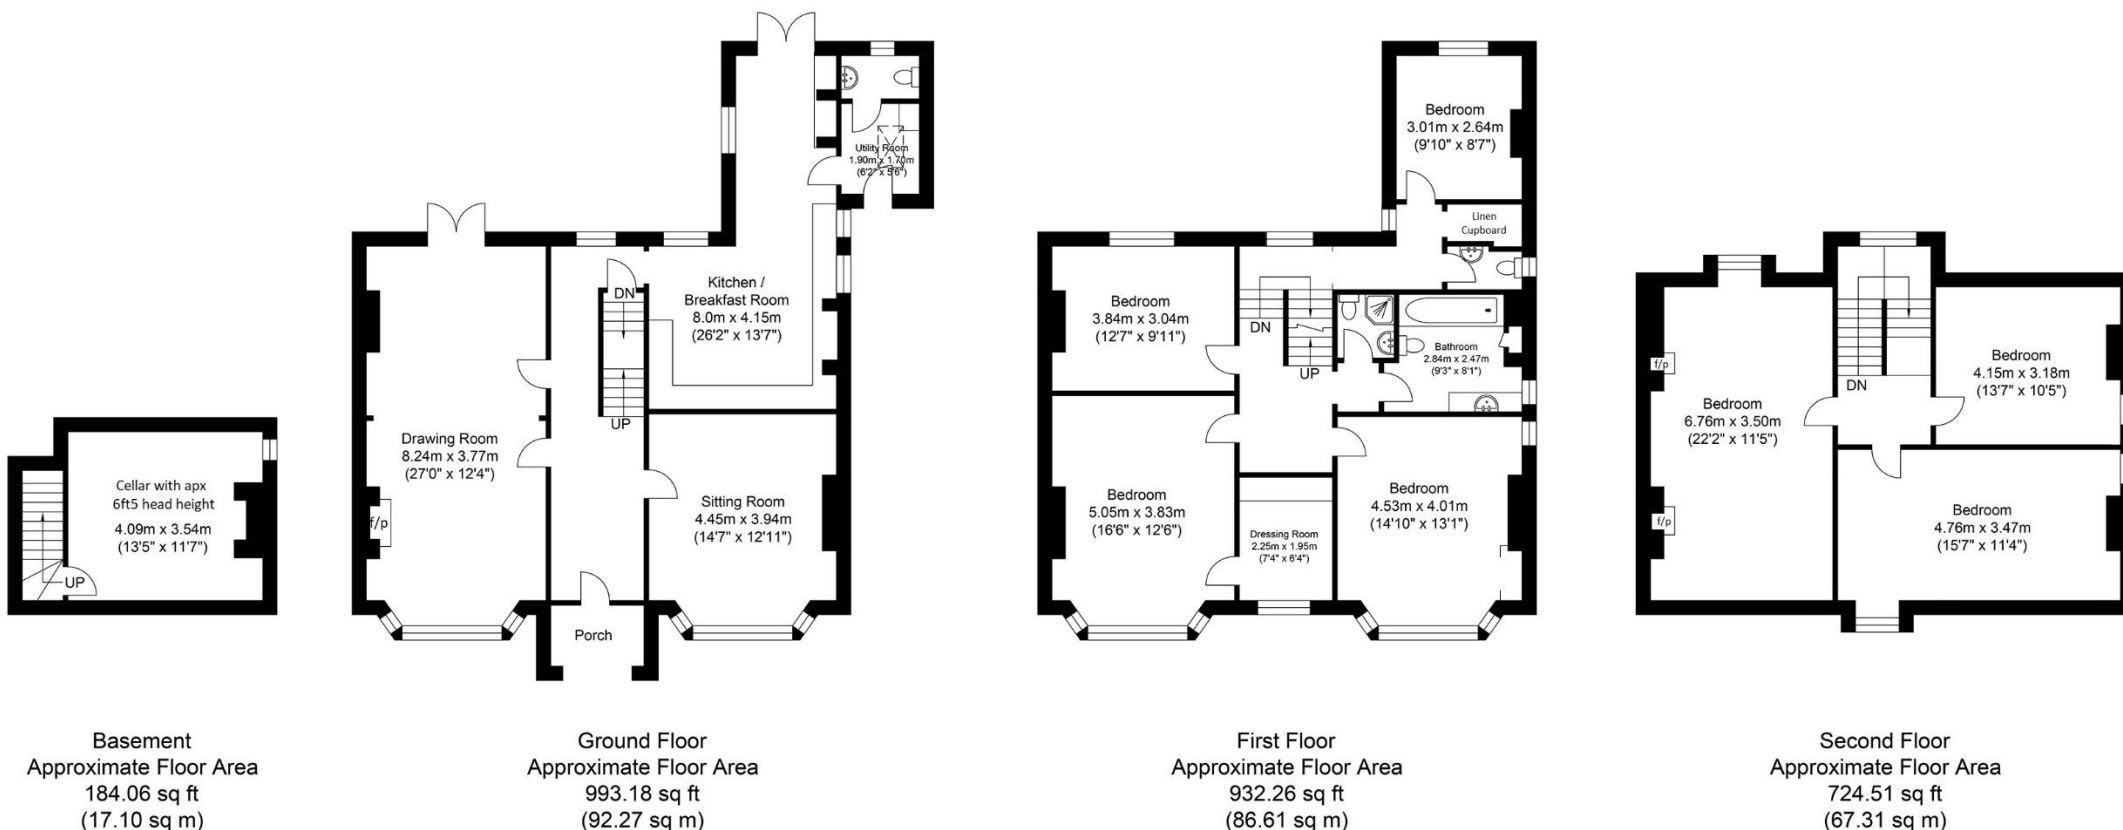 Cellar with apx
6ft5 head height
4.09m x 3.54m
(13'5" x 11'7")
UP
Basement
Approximate Floor Area
184.06 sq ft
(17.10 sq m)
Utility Room
1.90m x 1.70m
(6'2" x 5'6")
DN
Kitchen /
Breakfast Room
8.0m x 4.15m
(26'2" x 13'7")
UP
Drawing Room
8.24m x 3.77m
(27'0" x 12'4")
f/p
Sitting Room
4.45m x 3.94m
(14'7" x 12'11")
Porch
Ground Floor
Approximate Floor Area
993.18 sq ft
(92.27 sq m)
Bedroom
3.01m x 2.64m
(9'10" x 8'7")
Linen
Cupboard
Bedroom
3.84m x 3.04m
(12'7" x 9'11")
DN
UP
Bathroom
2.84m x 2.47m
(9'3" x 8'1")
Bedroom
5.05m x 3.83m
(16'6" x 12'6")
Dressing Room
2.25m x 1.95m
(7'4" x 6'4")
Bedroom
4.53m x 4.01m
(14'10" x 13'1")
First Floor
Approximate Floor Area
932.26 sq ft
(86.61 sq m)
f/p
DN
Bedroom
6.76m x 3.50m
(22'2" x 11'5")
f/p
Bedroom
4.15m x 3.18m
(13'7" x 10'5")
Bedroom
4.76m x 3.47m
(15'7" x 11'4")
Second Floor
Approximate Floor Area
724.51 sq ft
(67.31 sq m)